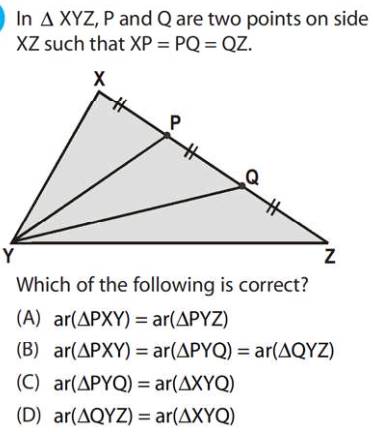 In Δ XYZ, P and Q are two points on side
XZ such that XP = PQ = QZ.
X
P
Q
Y
Z
Which of the following is correct?
(A) ar(ΔPXY) = ar(ΔPYZ)
(B) ar(ΔPXY) = ar(ΔPYQ) = ar(ΔQYZ)
(C) ar(ΔPYQ) = ar(ΔXYQ)
(D) ar(ΔQYZ) = ar(ΔXYQ)